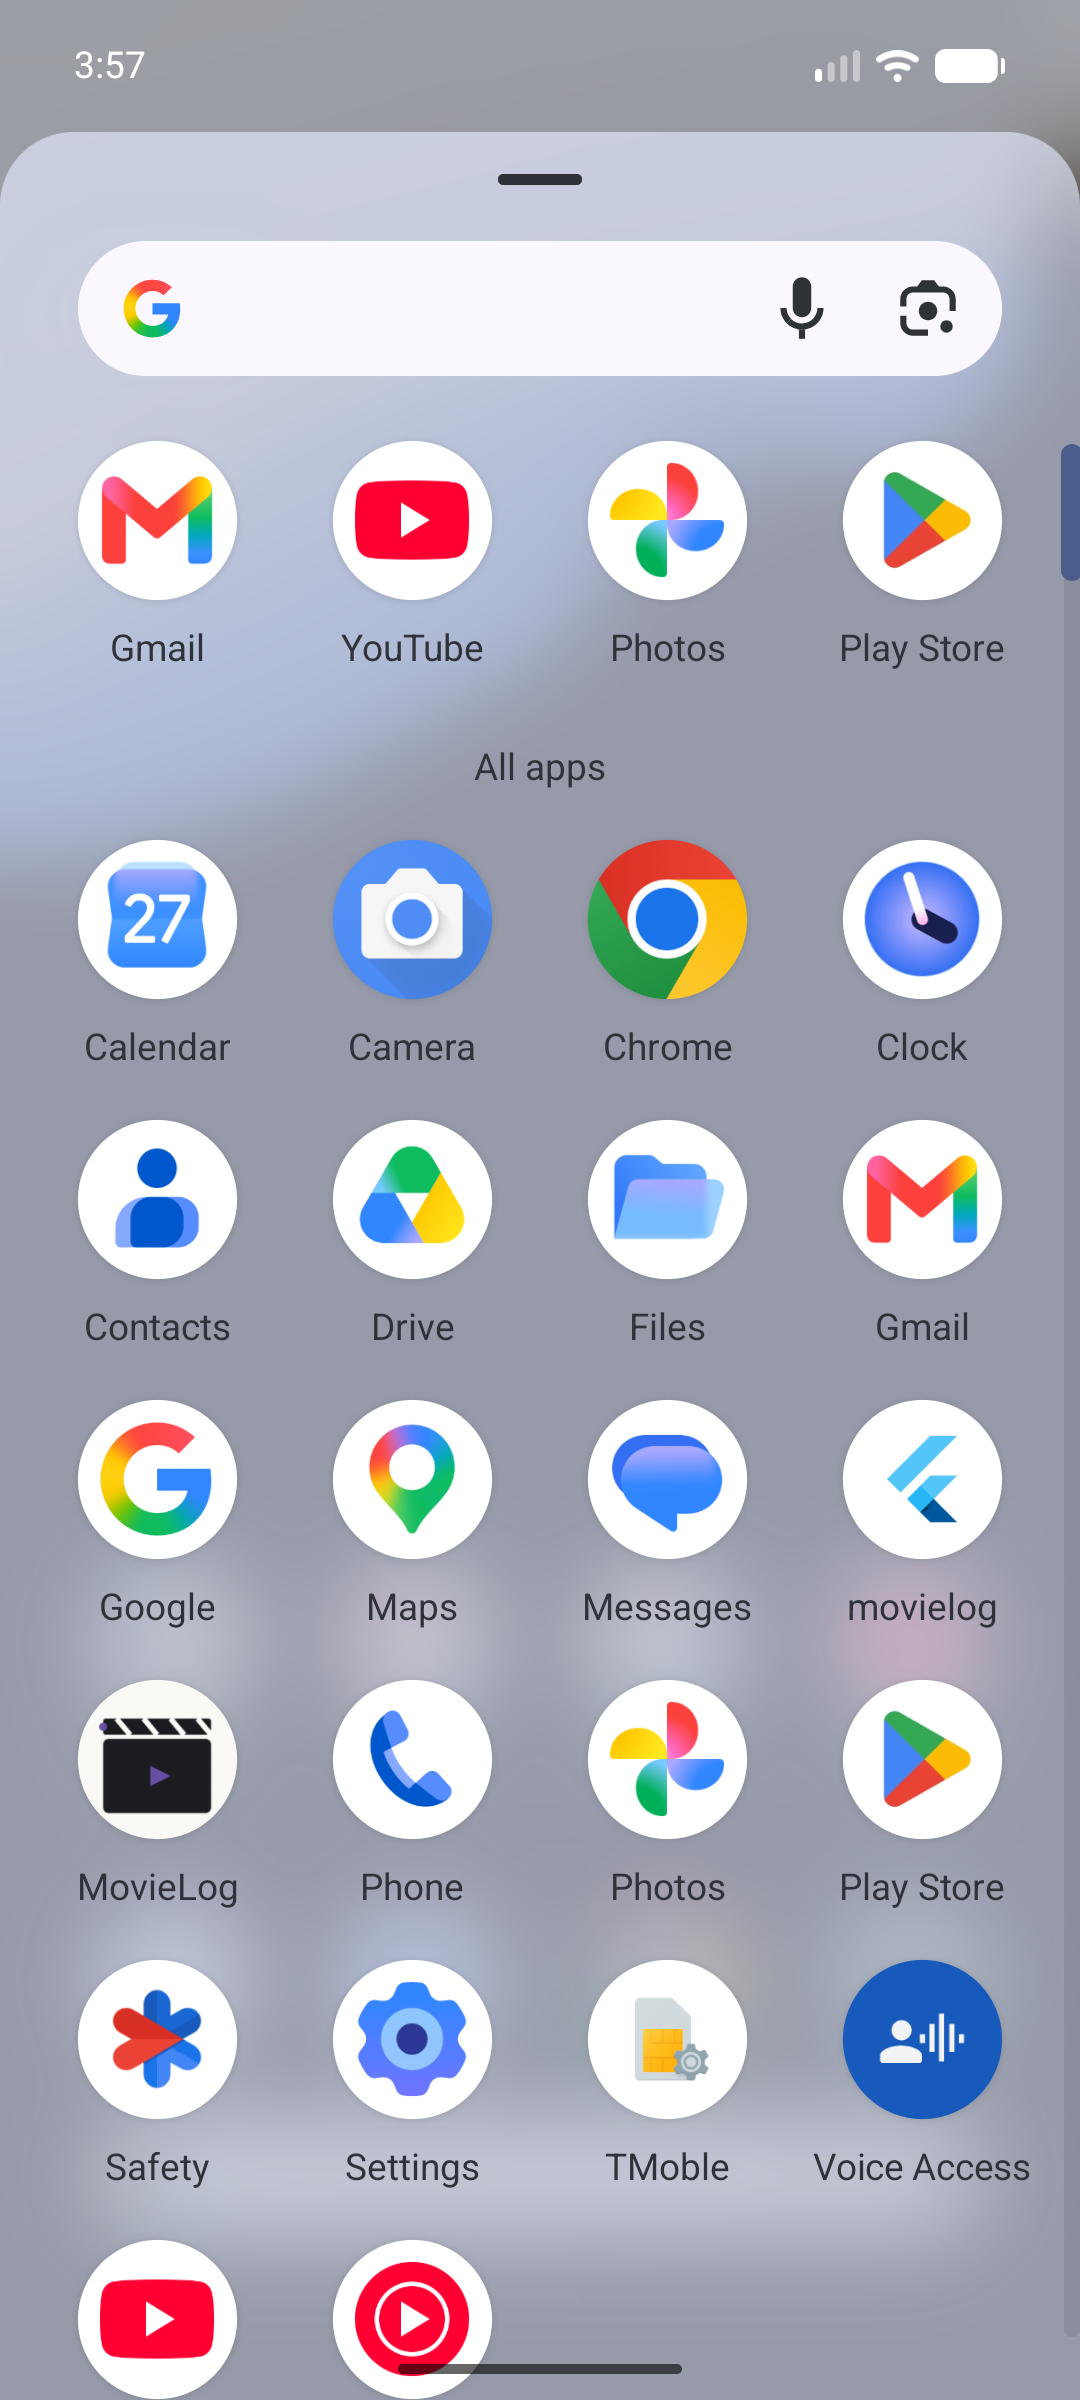 3:57
Gmail YouTube Photos Play Store
All apps
27
Calendar Camera Chrome Clock
Contacts Drive Files Gmail
Google Maps Messages movielog
MovieLog Phone Photos Play Store
Safety Settings TMoble Voice Access